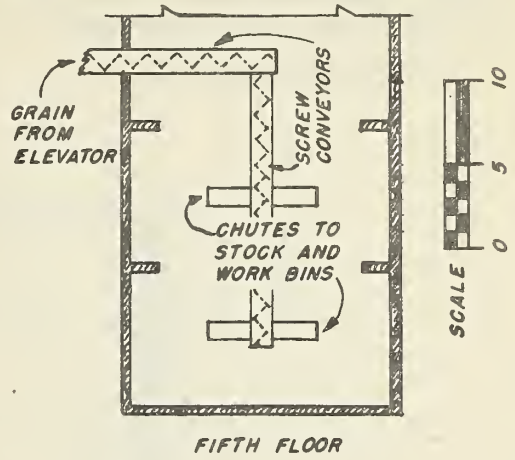 GRAIN
FROM
ELEVATOR
SCREW
CONVEYORS
CHUTES TO
STOCK AND
WORK BINS
10
5
0
SCALE
FIFTH FLOOR